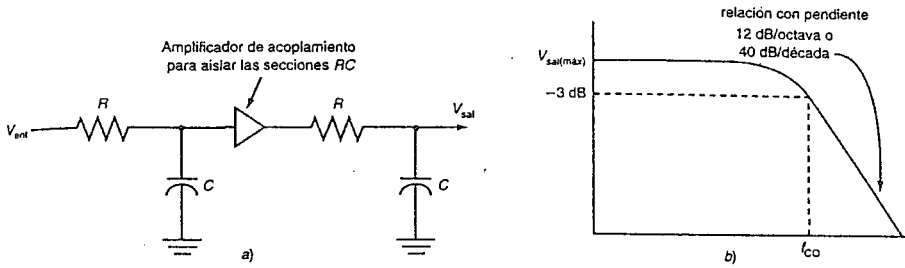 Amplificador de acoplamiento
para aislar las secciones RC
R
R
V_ent
V_sal
C
C
a)
relación con pendiente
12 dB/octava o
40 dB/década
V_sal(máx)
−3 dB
f_CO
b)